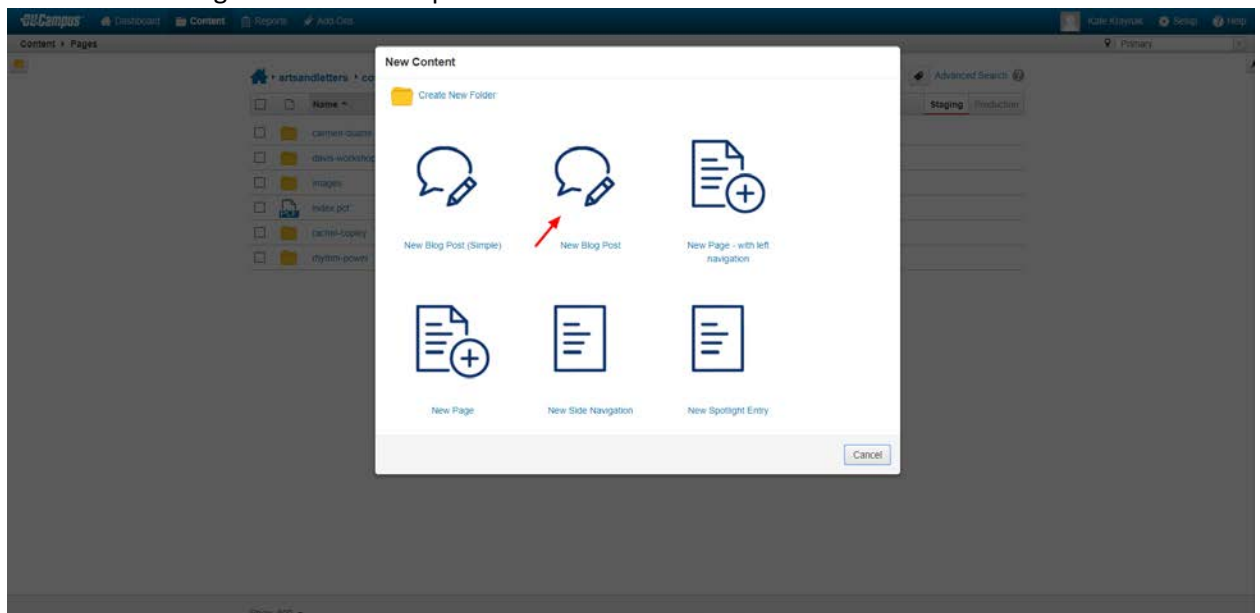 OUCampus Dashboard Content Reports Add-Ons Kate Kraynak Setup Help
Content Pages Primary
New Content
artsandletters Advanced Search
Create New Folder
Name Staging Production
images
New Blog Post (Simple) New Blog Post New Page - with left
navigation
New Page New Side Navigation New Spotlight Entry
Cancel